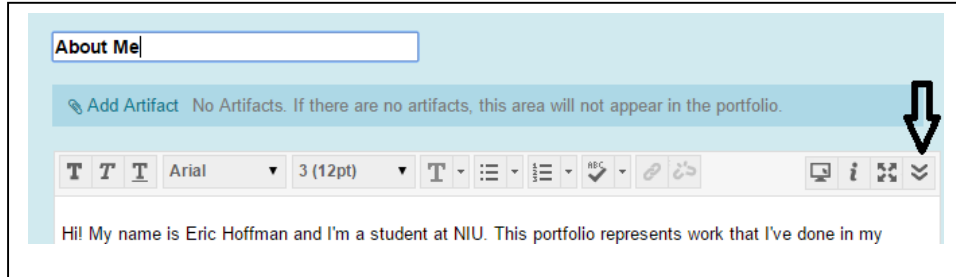 About Me
Add Artifact No Artifacts. If there are no artifacts, this area will not appear in the portfolio.
T T T Arial 3 (12pt) T ABC i
Hi! My name is Eric Hoffman and I'm a student at NIU. This portfolio represents work that I've done in my